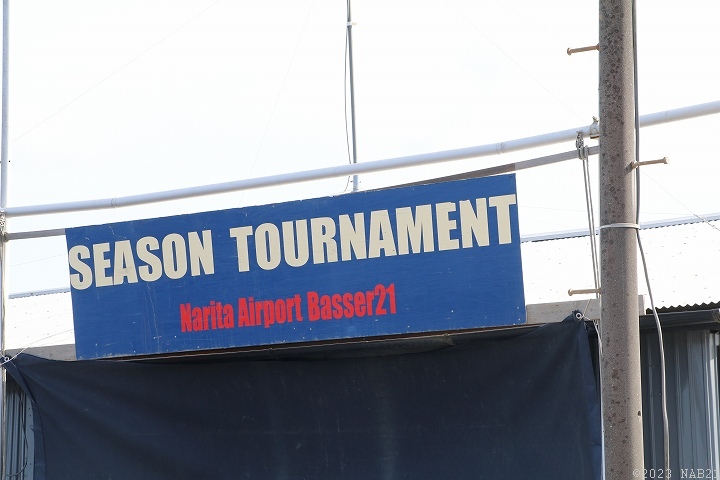 SEASON TOURNAMENT
Narita Airport Basser21
©2023 NAB21